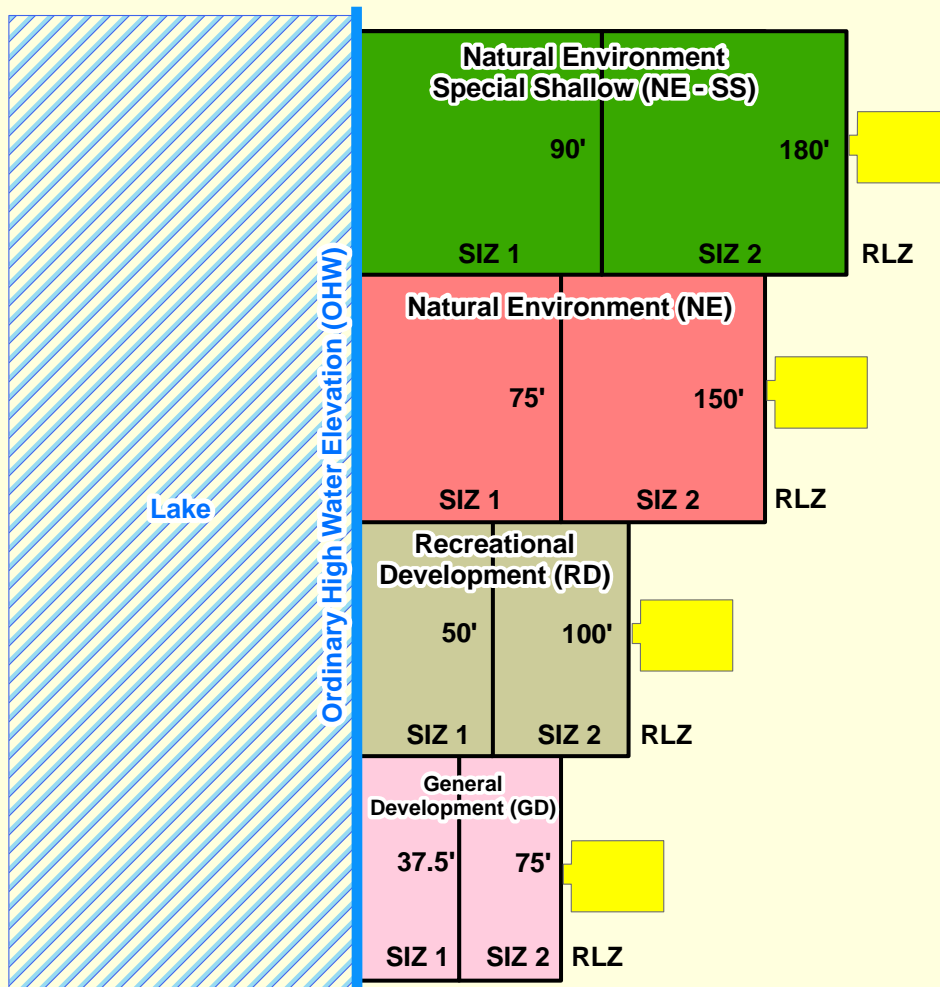 Lake
Ordinary High Water Elevation (OHW)
Natural Environment
Special Shallow (NE - SS)
90'
180'
SIZ 1
SIZ 2
RLZ
Natural Environment (NE)
75'
150'
SIZ 1
SIZ 2
RLZ
Recreational
Development (RD)
50'
100'
SIZ 1
SIZ 2
RLZ
General
Development (GD)
37.5'
75'
SIZ 1
SIZ 2
RLZ